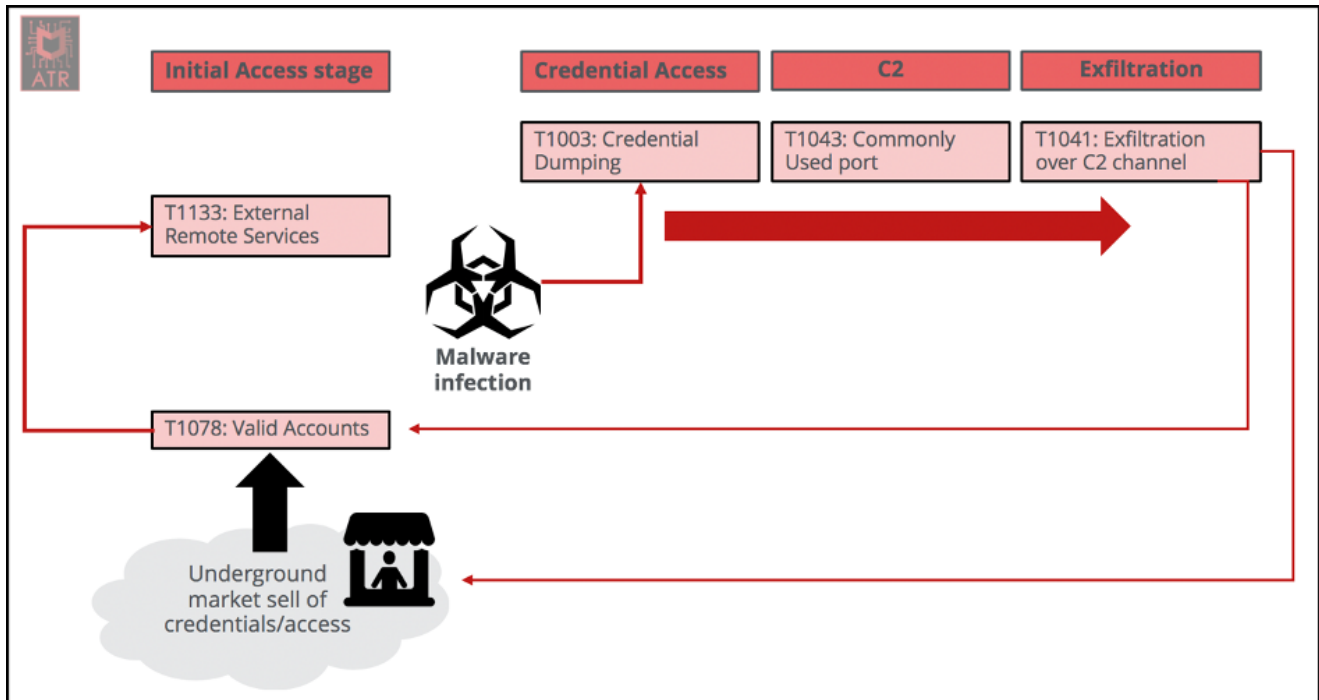 ATR
Initial Access stage
Credential Access
C2
Exfiltration
T1003: Credential
Dumping
T1043: Commonly
Used port
T1041: Exfiltration
over C2 channel
T1133: External
Remote Services
Malware
infection
T1078: Valid Accounts
Underground
market sell of
credentials/access